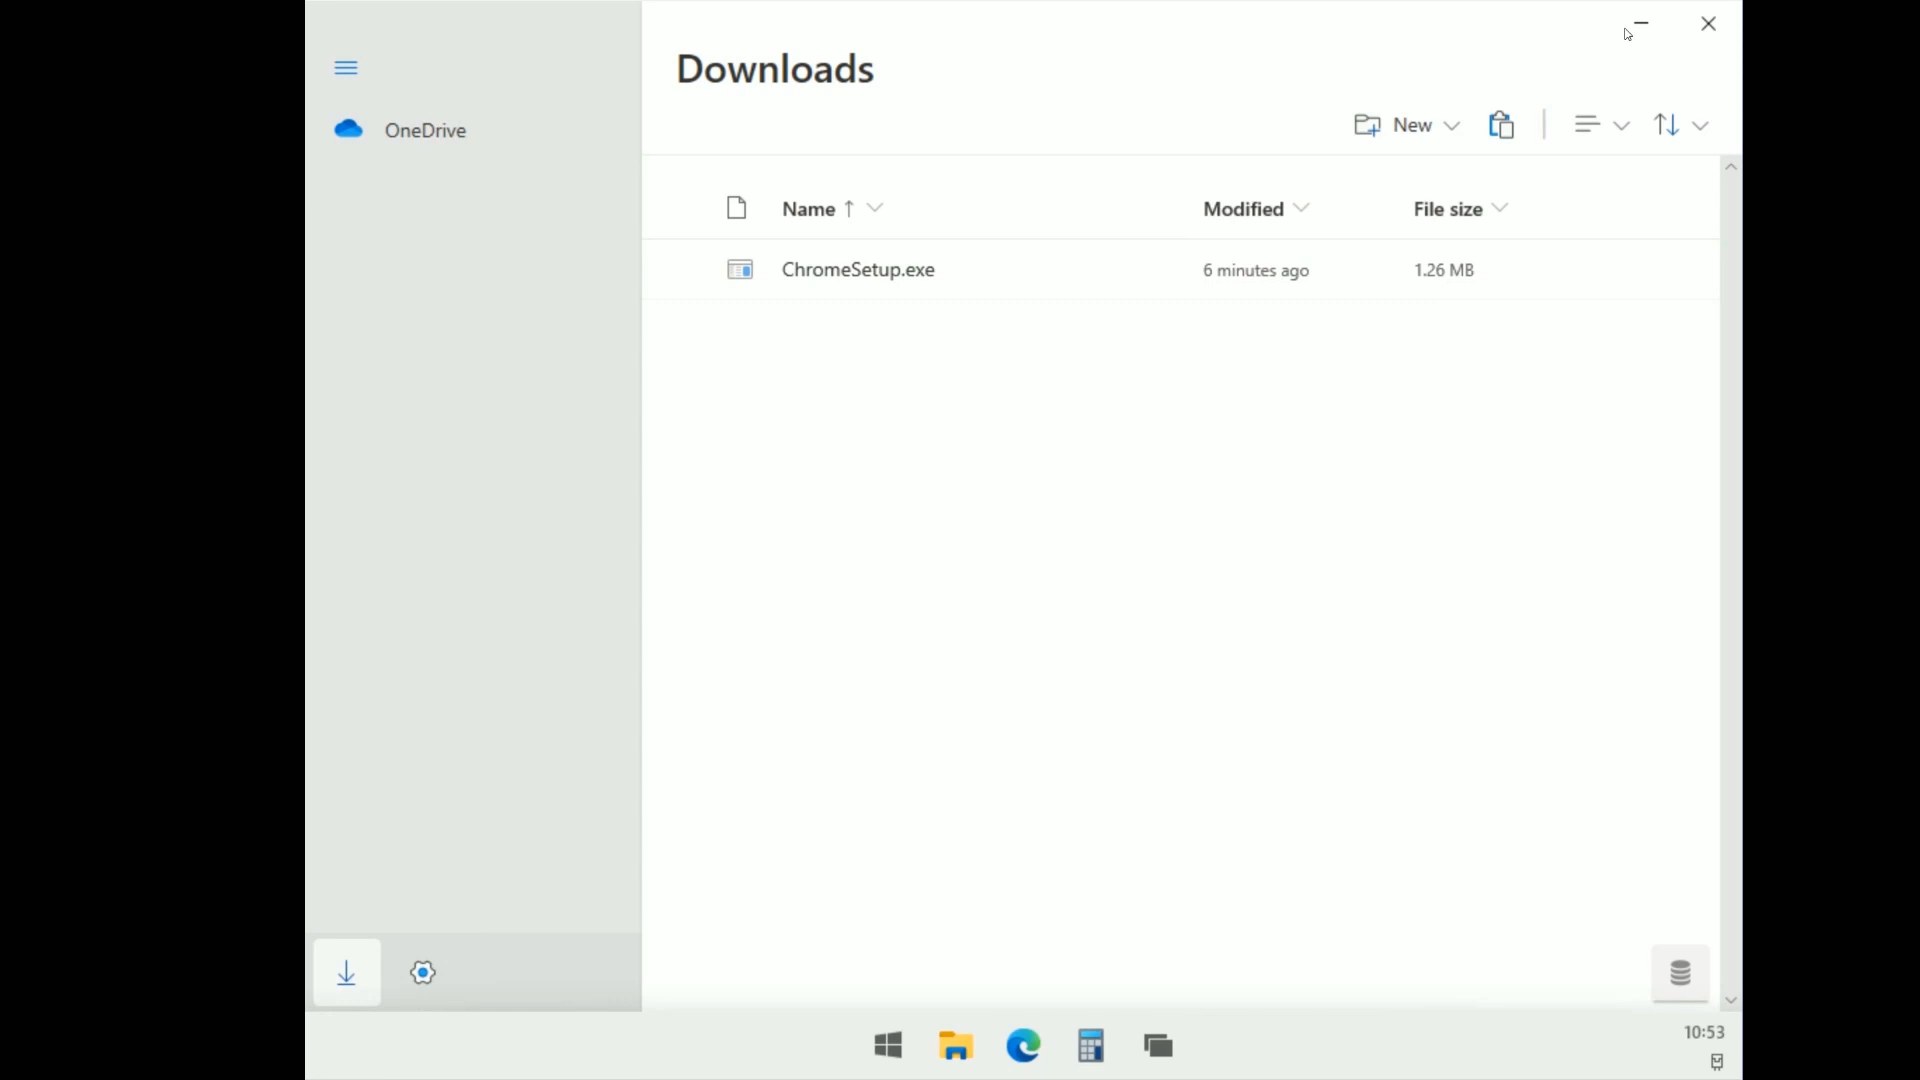 Downloads
OneDrive
New
Name Modified File size
ChromeSetup.exe 6 minutes ago 1.26 MB
10:53